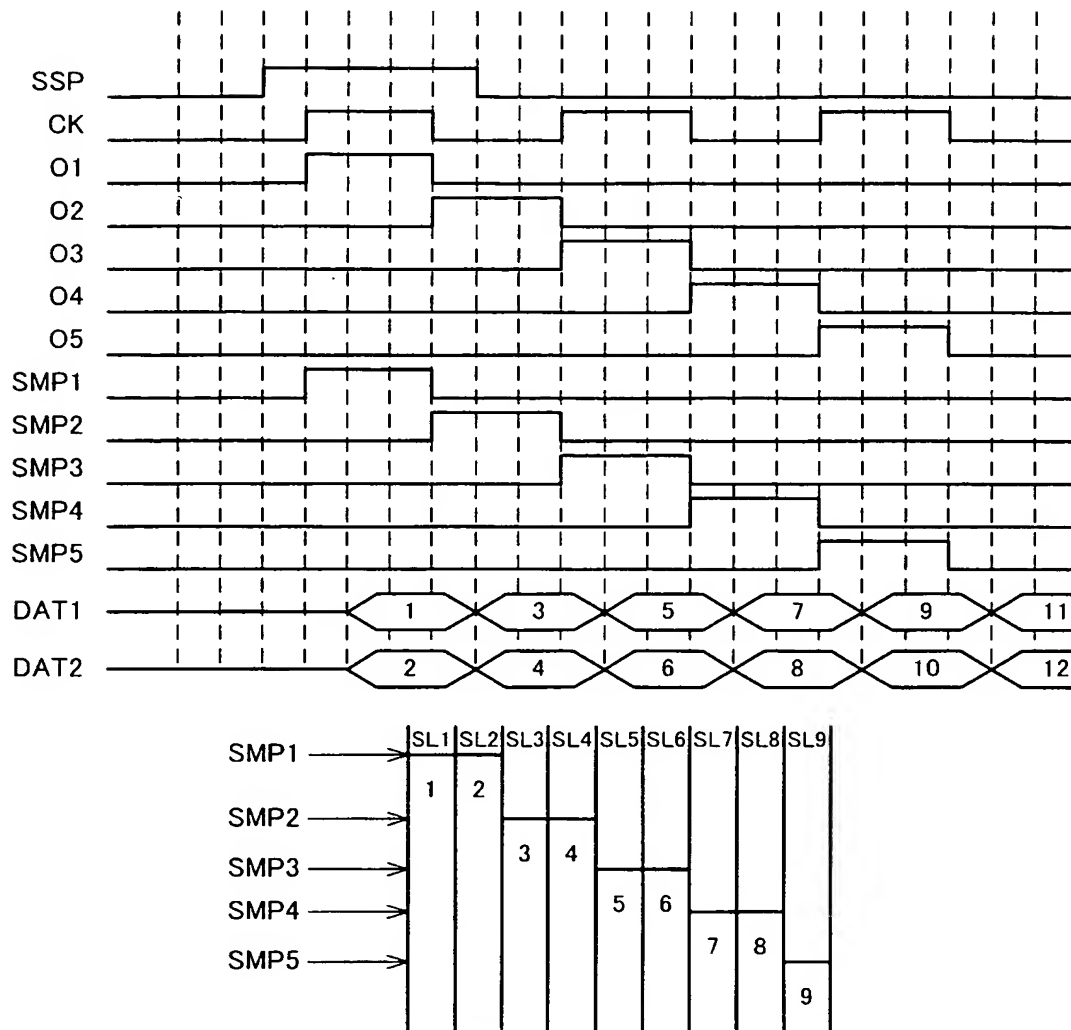 SSP
CK
O1
O2
O3
O4
O5
SMP1
SMP2
SMP3
SMP4
SMP5
DAT1 1 3 5 7 9 11
DAT2 2 4 6 8 10 12
SL1 SL2 SL3 SL4 SL5 SL6 SL7 SL8 SL9
SMP1
1 2
SMP2
3 4
SMP3
5 6
SMP4
7 8
SMP5
9